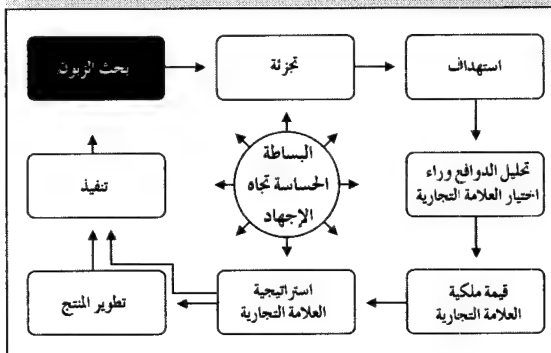 استهداف
تجزئة
بحث الزبون
البساطة
الحساسة تجاه
الإجهاد
تحليل الدوافع وراء
اختيار العلامة التجارية
تنفيذ
قيمة ملكية
العلامة التجارية
استراتيجية
العلامة التجارية
تطوير المنتج